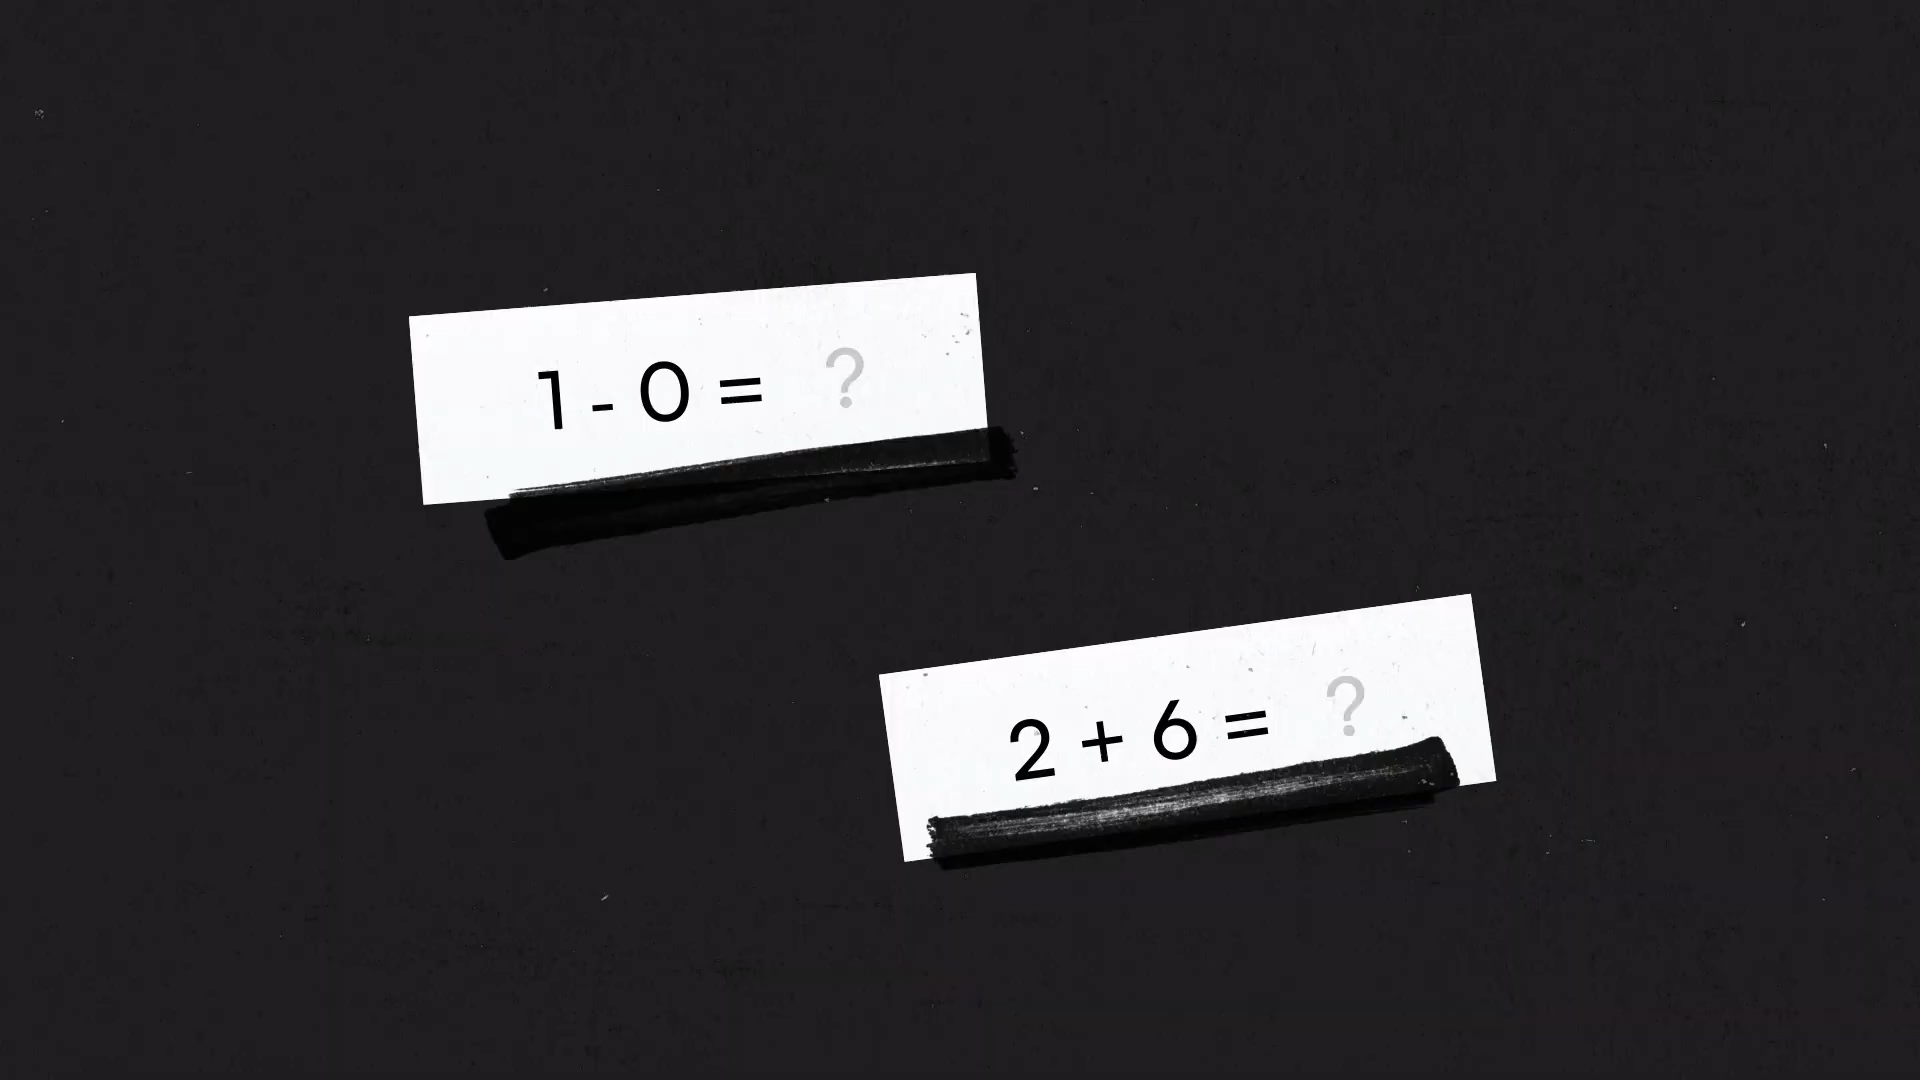 1 - 0 = ?
2 + 6 = ?